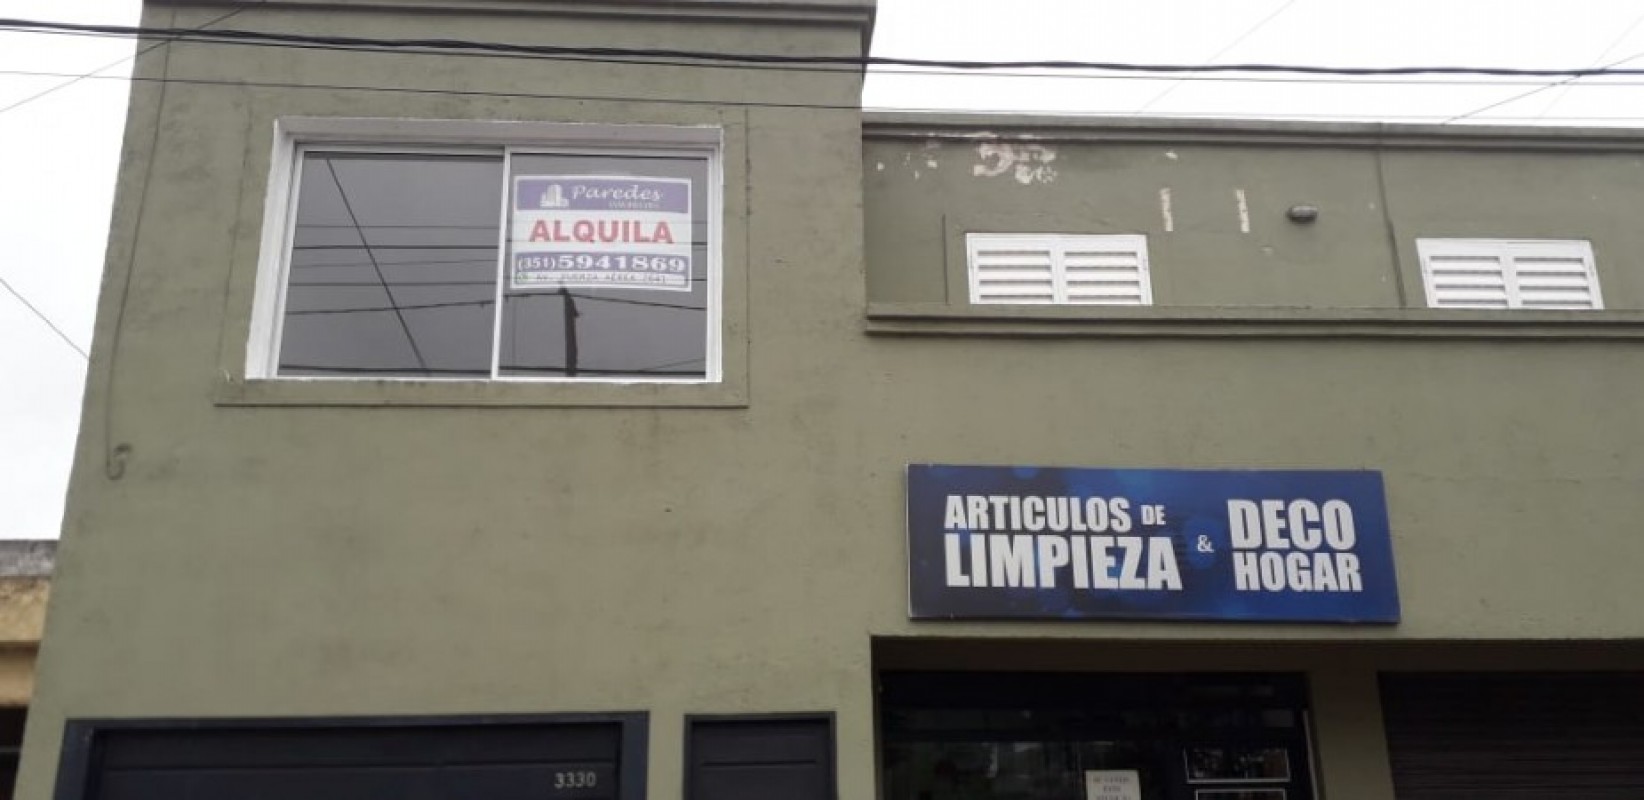 Paredes
ALQUILA
(351)5941869
ARTICULOS DE
LIMPIEZA
&
DECO
HOGAR
3330